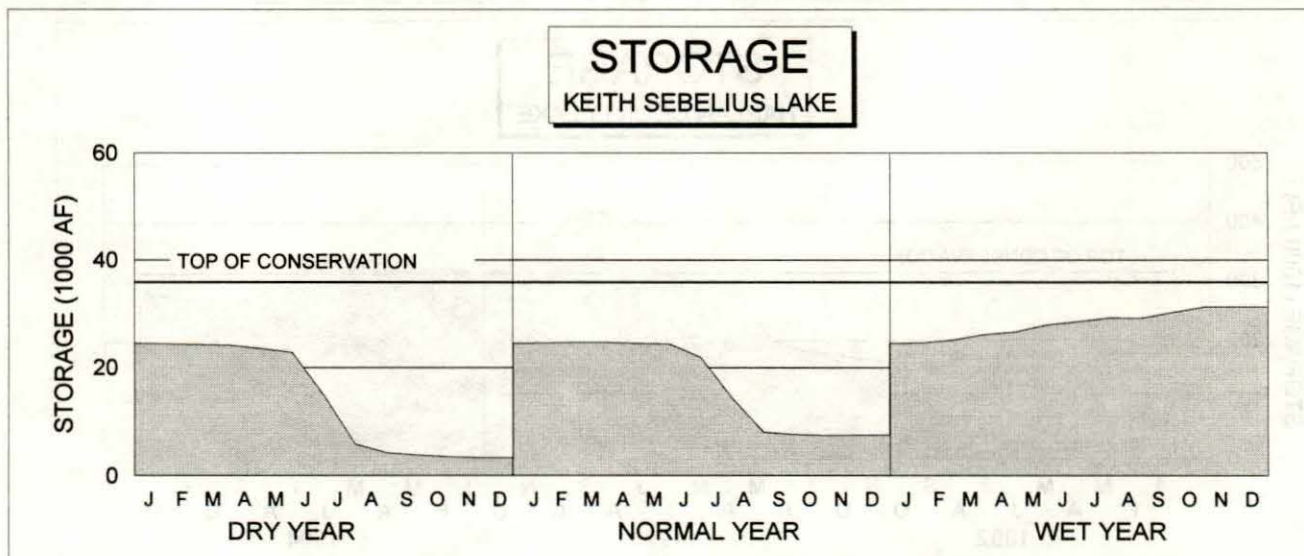 STORAGE
KEITH SEBELIUS LAKE
STORAGE (1000 AF)
60
40
20
0
TOP OF CONSERVATION
J F M A M J J A S O N D J F M A M J J A S O N D J F M A M J J A S O N D
DRY YEAR NORMAL YEAR WET YEAR